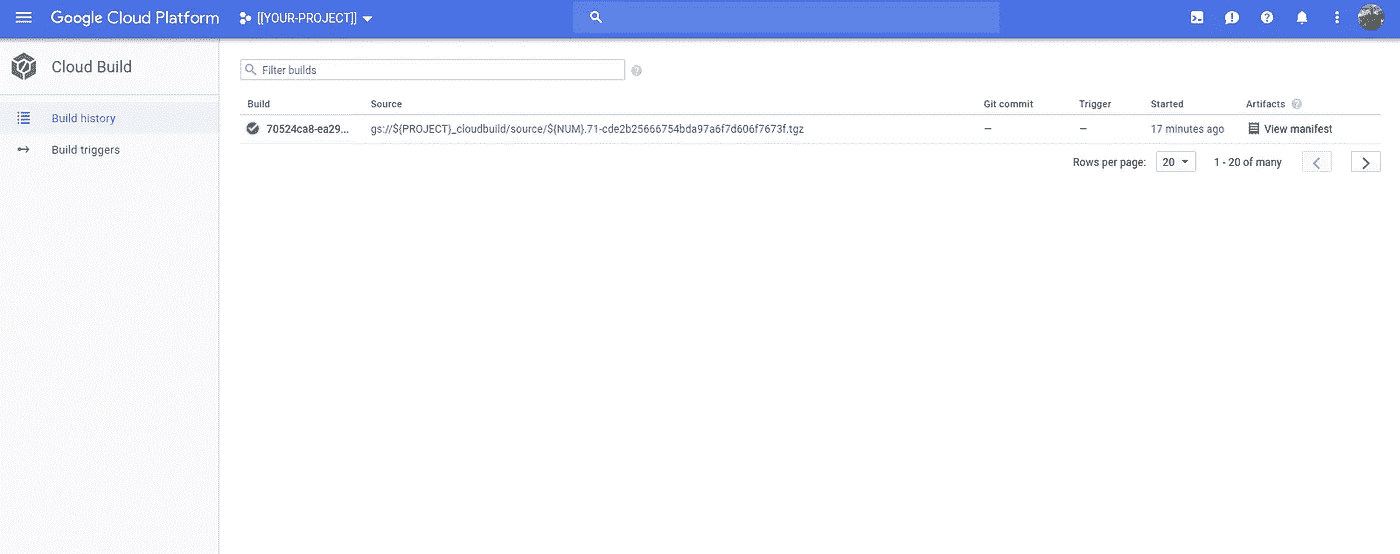 Google Cloud Platform [[YOUR-PROJECT]]
Cloud Build
Filter builds
Build history
Build triggers
Build Source Git commit Trigger Started Artifacts
70524ca8-ea29... gs://${PROJECT}_cloudbuild/source/${NUM}.71-cde2b25666754bda97a6f7d606f7673f.tgz – – 17 minutes ago View manifest
Rows per page: 20 1 - 20 of many